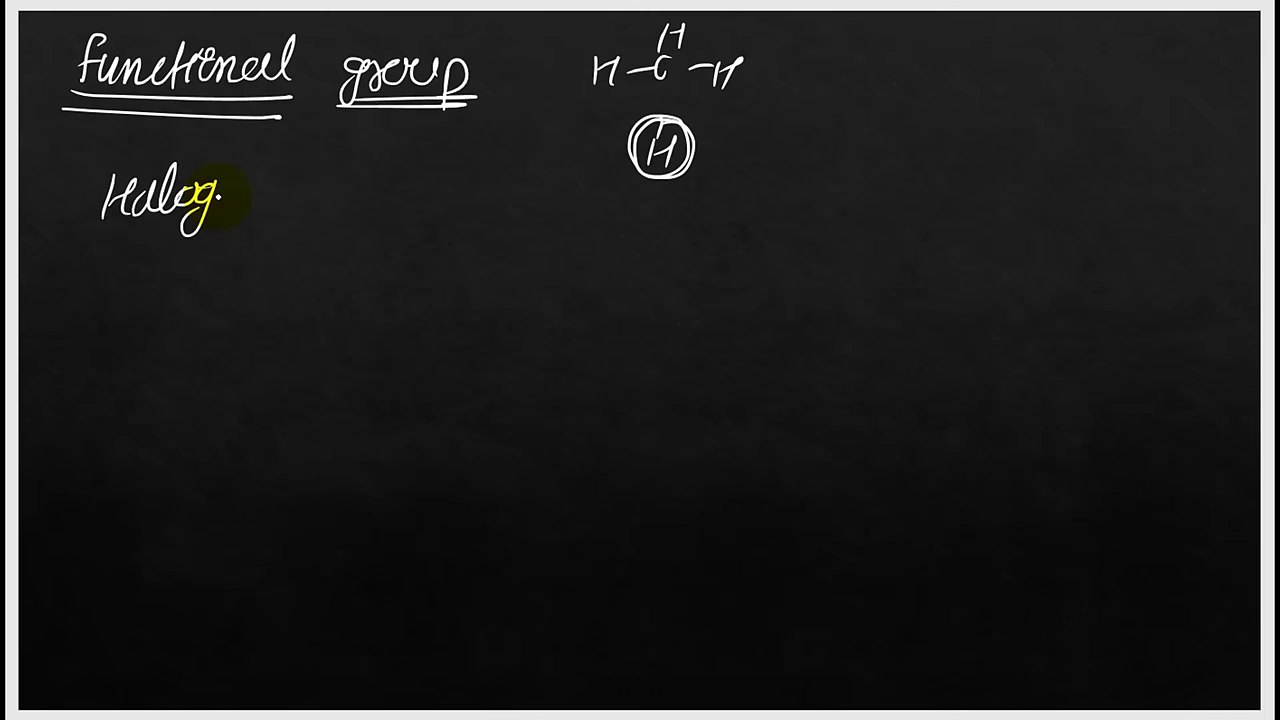 functional group
H
H – C – H
H
Halog.